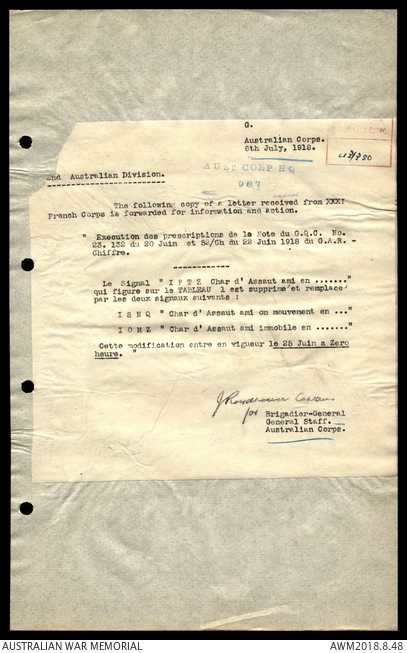 G.
Australian Corps.
6th July, 1918.
AUST CORP HQ
987
2nd Australian Division.
The following copy of a letter received from XXXI
French Corps is forwarded for information and action.
" Execution des prescriptions de le Note du G.Q.C. No.
23. 132 du 20 Juin et 52/Ch du 22 Juin 1918 du G.A.R. -
Chiffre.
Le Signal " I P T Z Char d' Assaut ami en ......."
qui figure sur le TABLEAU 1 est supprime et remplace
par les deux signaux suivants :
I S N Q " Char d' Assaut ami on mouvement en ..."
I O M Z " Char d' Assaut ami immobile en ......."
Cette modification entre en vigueur le 25 Juin a Zero
heure. "
for Brigadier-General
General Staff.
Australian Corps.
AUSTRALIAN WAR MEMORIAL
AWM2018.8.48